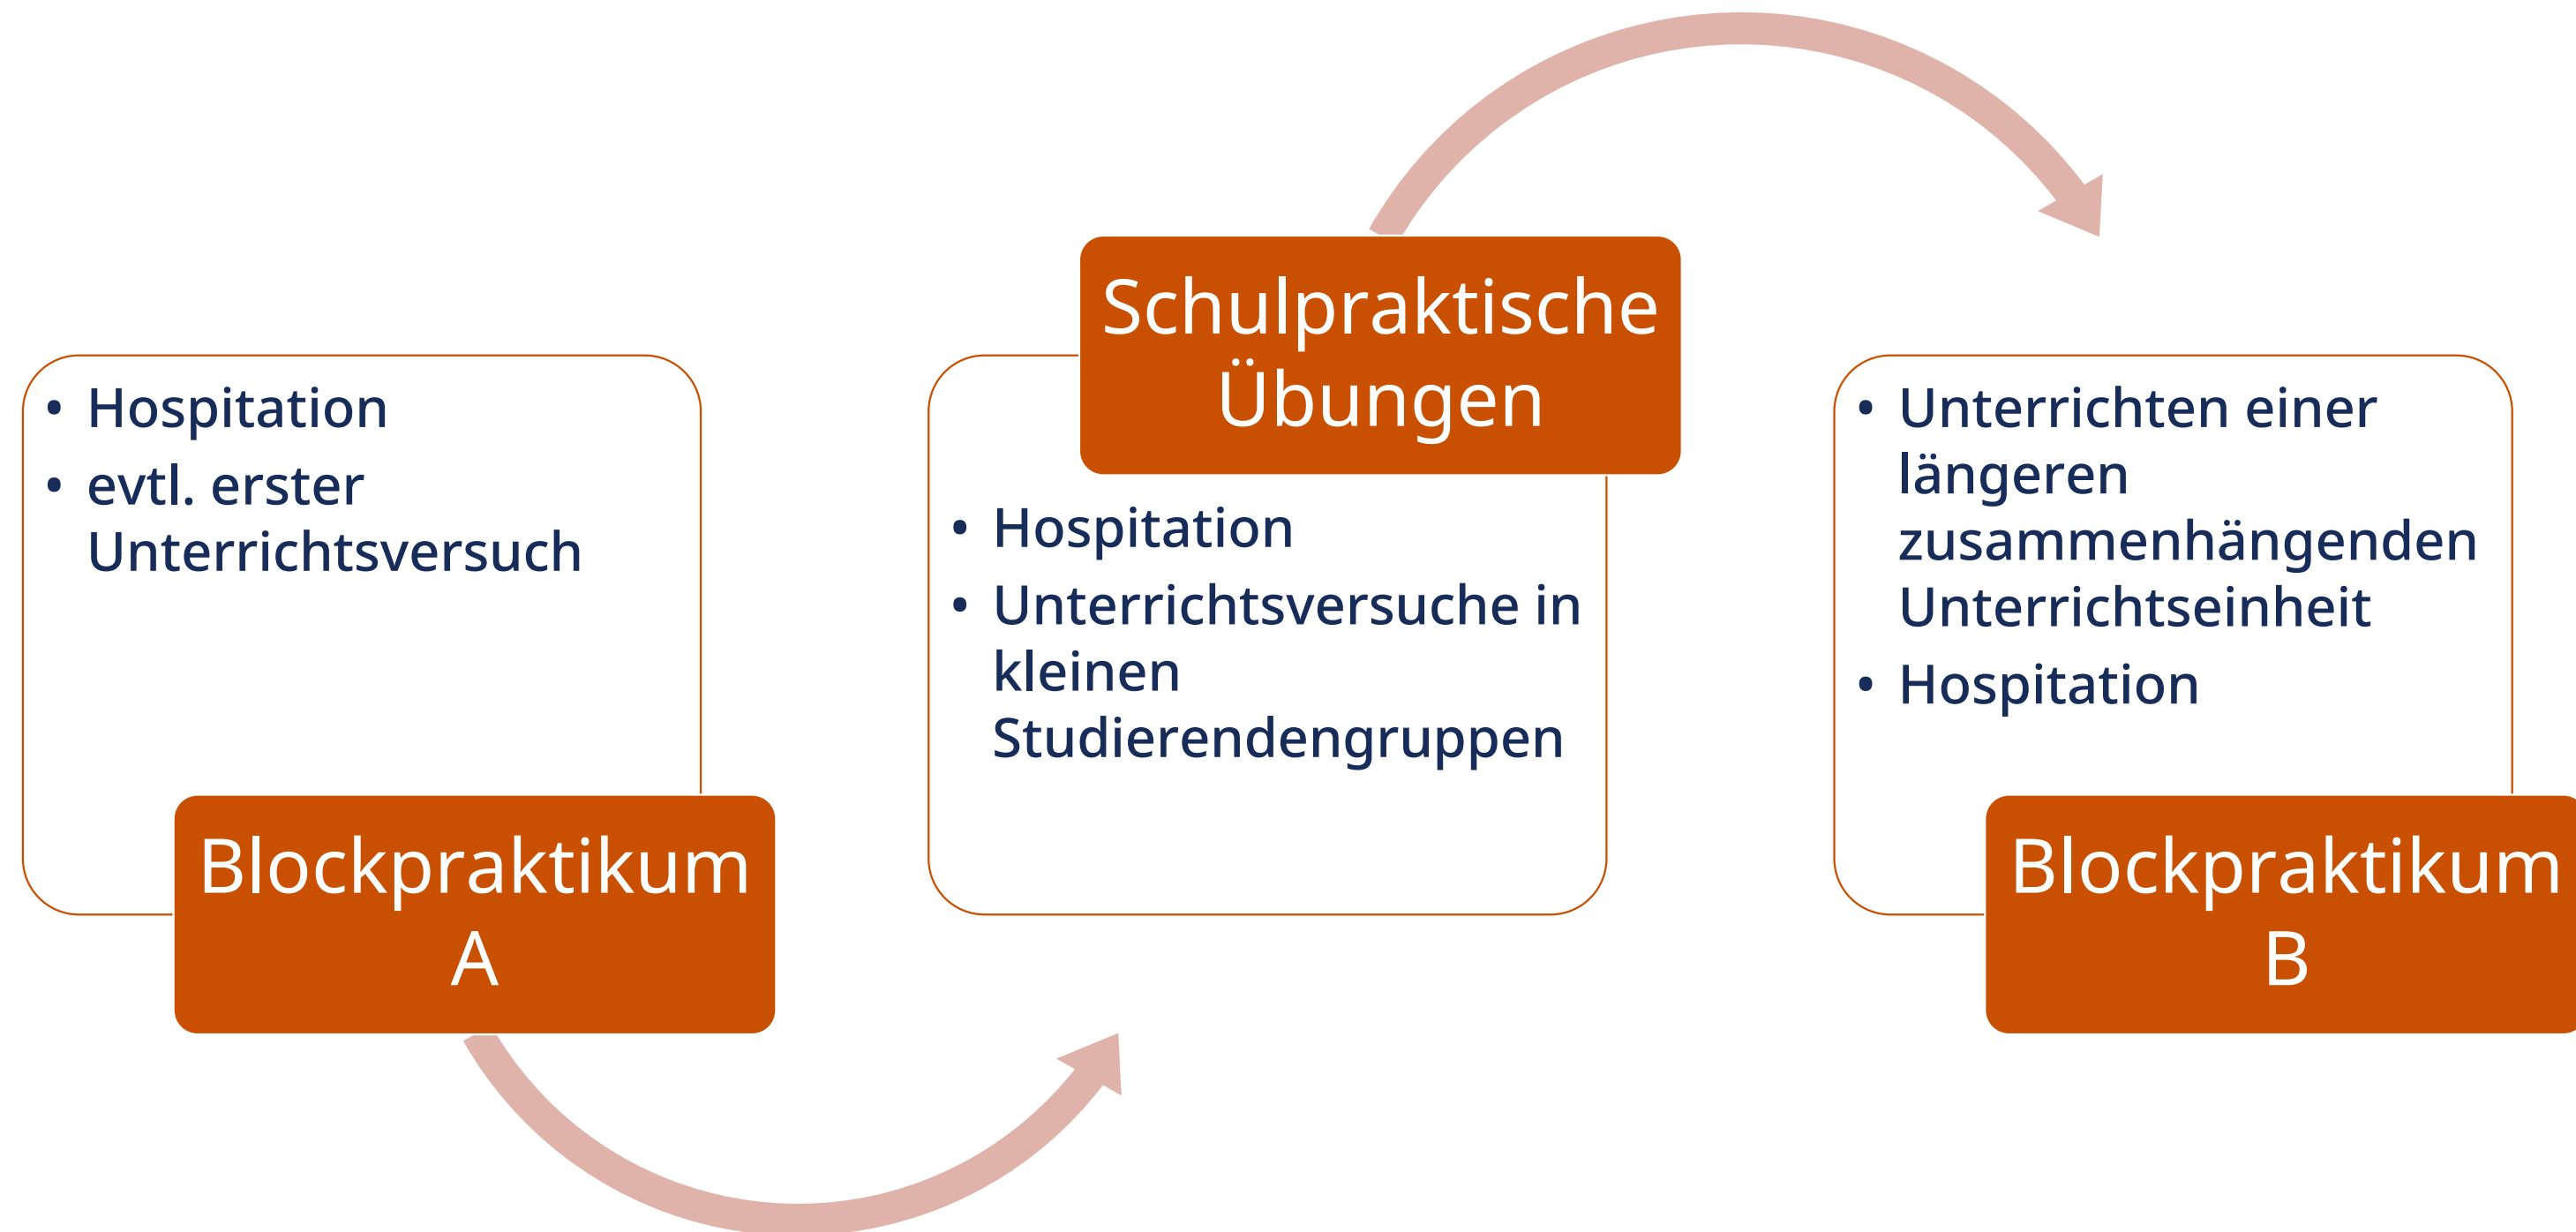 • Hospitation
• evtl. erster
Unterrichtsversuch
Blockpraktikum
A
Schulpraktische
Übungen
• Hospitation
• Unterrichtsversuche in
kleinen
Studierendengruppen
• Unterrichten einer
längeren
zusammenhängenden
Unterrichtseinheit
• Hospitation
Blockpraktikum
B